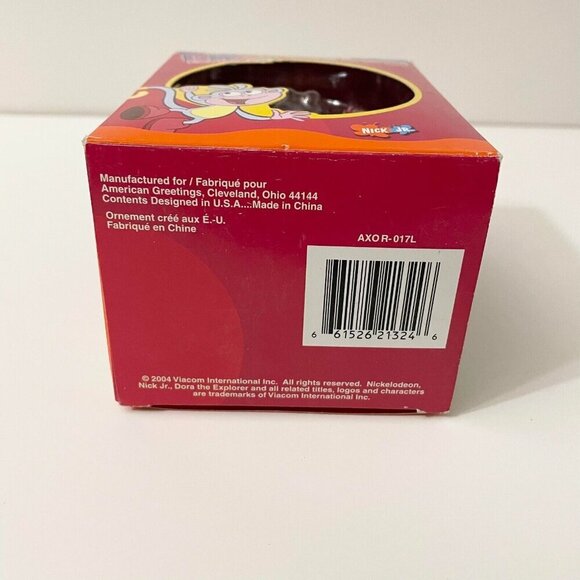 NICK JR.
Manufactured for / Fabriqué pour
American Greetings, Cleveland, Ohio 44144
Contents Designed in U.S.A..:.Made in China
Ornement créé aux É.-U.
Fabriqué en Chine
AXO R- 017L
6 61526 21324 6
© 2004 Viacom International Inc. All rights reserved. Nickelodeon,
Nick Jr., Dora the Explorer and all related titles, logos and characters
are trademarks of Viacom International Inc.